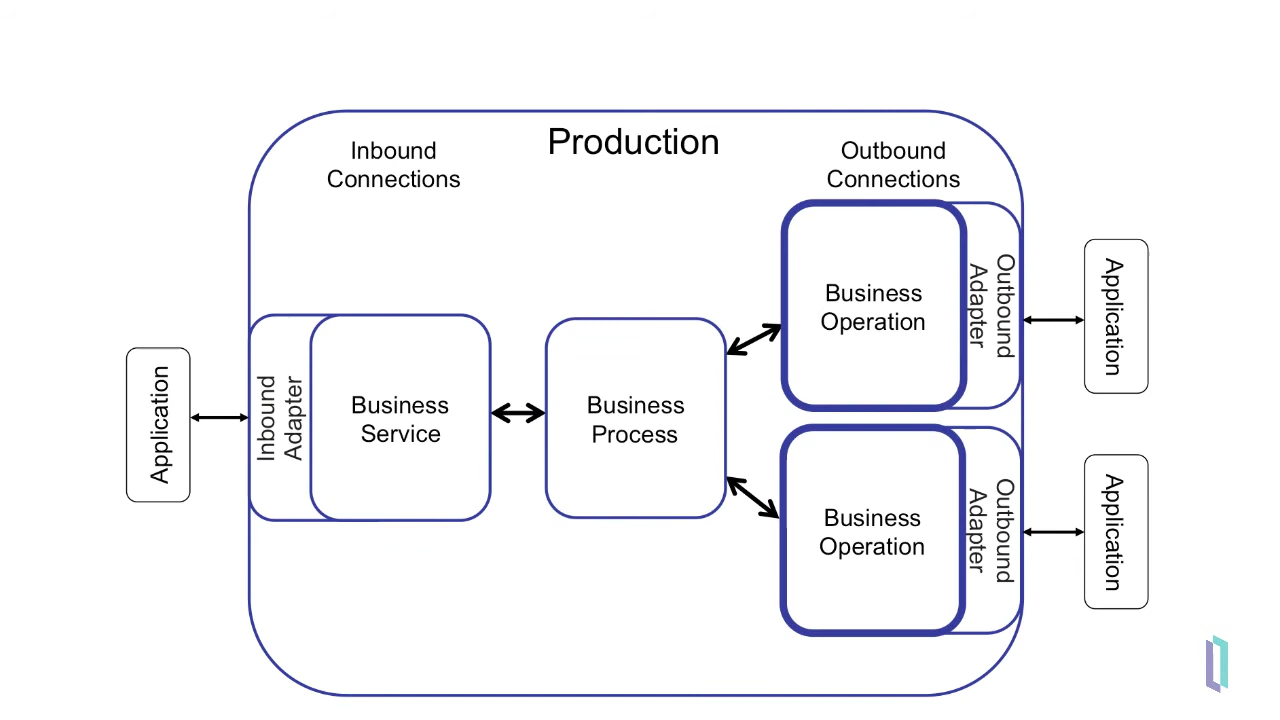 Production
Inbound
Connections
Outbound
Connections
Application
Inbound
Adapter
Business
Service
Business
Process
Business
Operation
Outbound
Adapter
Application
Business
Operation
Outbound
Adapter
Application